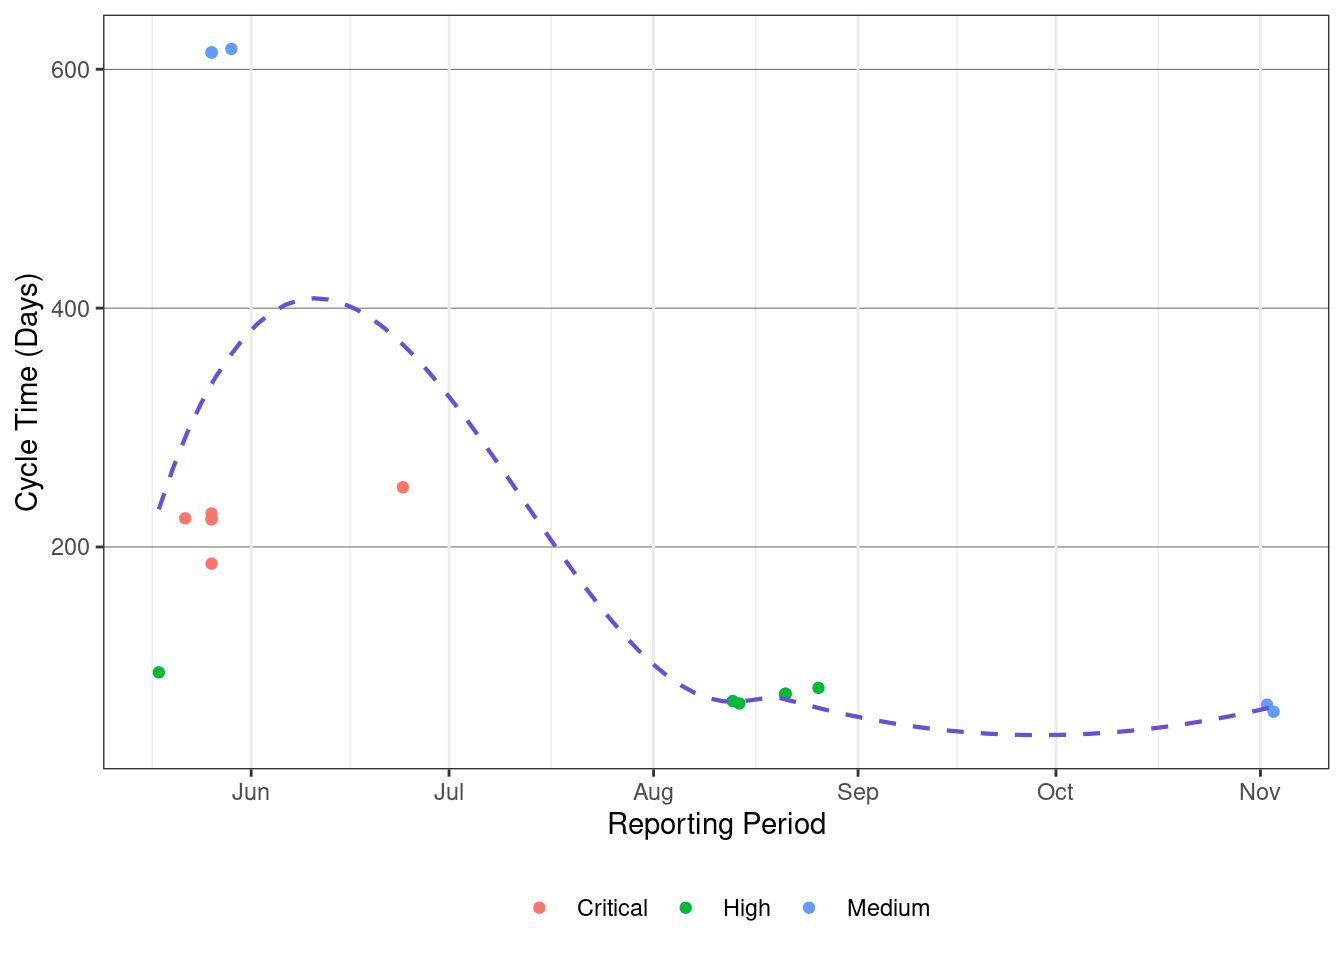 Cycle Time (Days)
600
400
200
Jun Jul Aug Sep Oct Nov
Reporting Period
Critical High Medium